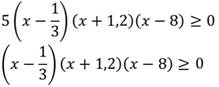 5(x − 1/3)(x + 1,2)(x − 8) ≥ 0
(x − 1/3)(x + 1,2)(x − 8) ≥ 0